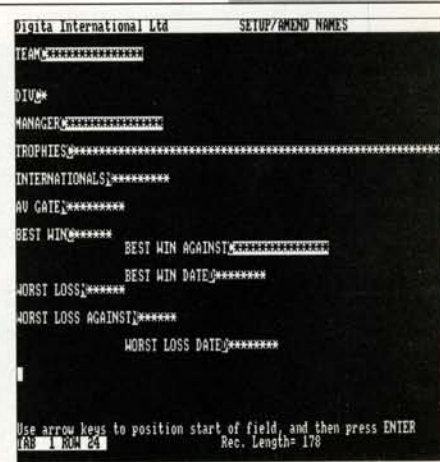 Digita International Ltd SETUP/AMEND NAMES
TEAM
DIV
MANAGER
TROPHIES
INTERNATIONALS
AV GATE
BEST WIN
BEST WIN AGAINST
BEST WIN DATE
WORST LOSS
WORST LOSS AGAINST
WORST LOSS DATE
Use arrow keys to position start of field, and then press ENTER
TAB 1 ROW 24 Rec. Length= 178